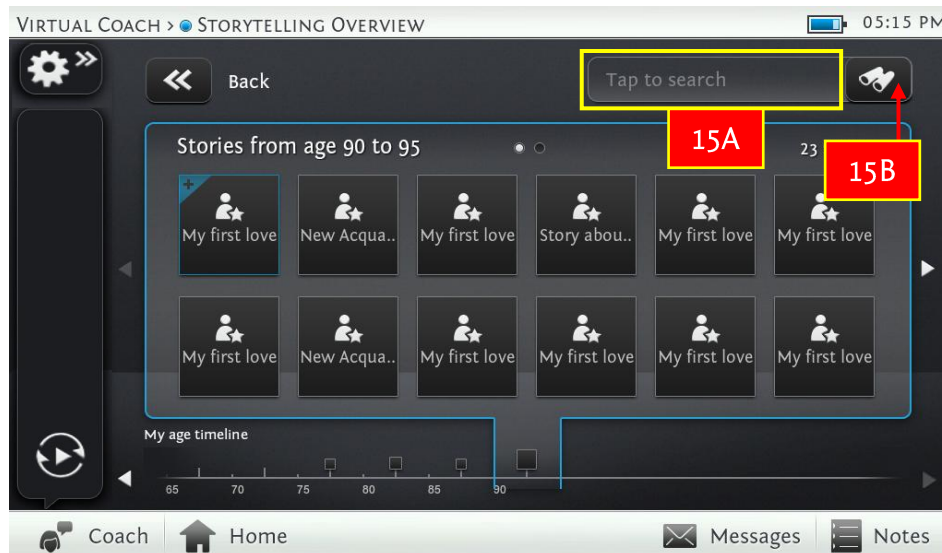 VIRTUAL COACH > STORYTELLING OVERVIEW 05:15 PM
Back Tap to search
15A
15B
Stories from age 90 to 95 23
My first love New Acqua.. My first love Story abou.. My first love My first love
My first love New Acqua.. My first love My first love My first love My first love
My age timeline
65 70 75 80 85 90
Coach Home Messages Notes